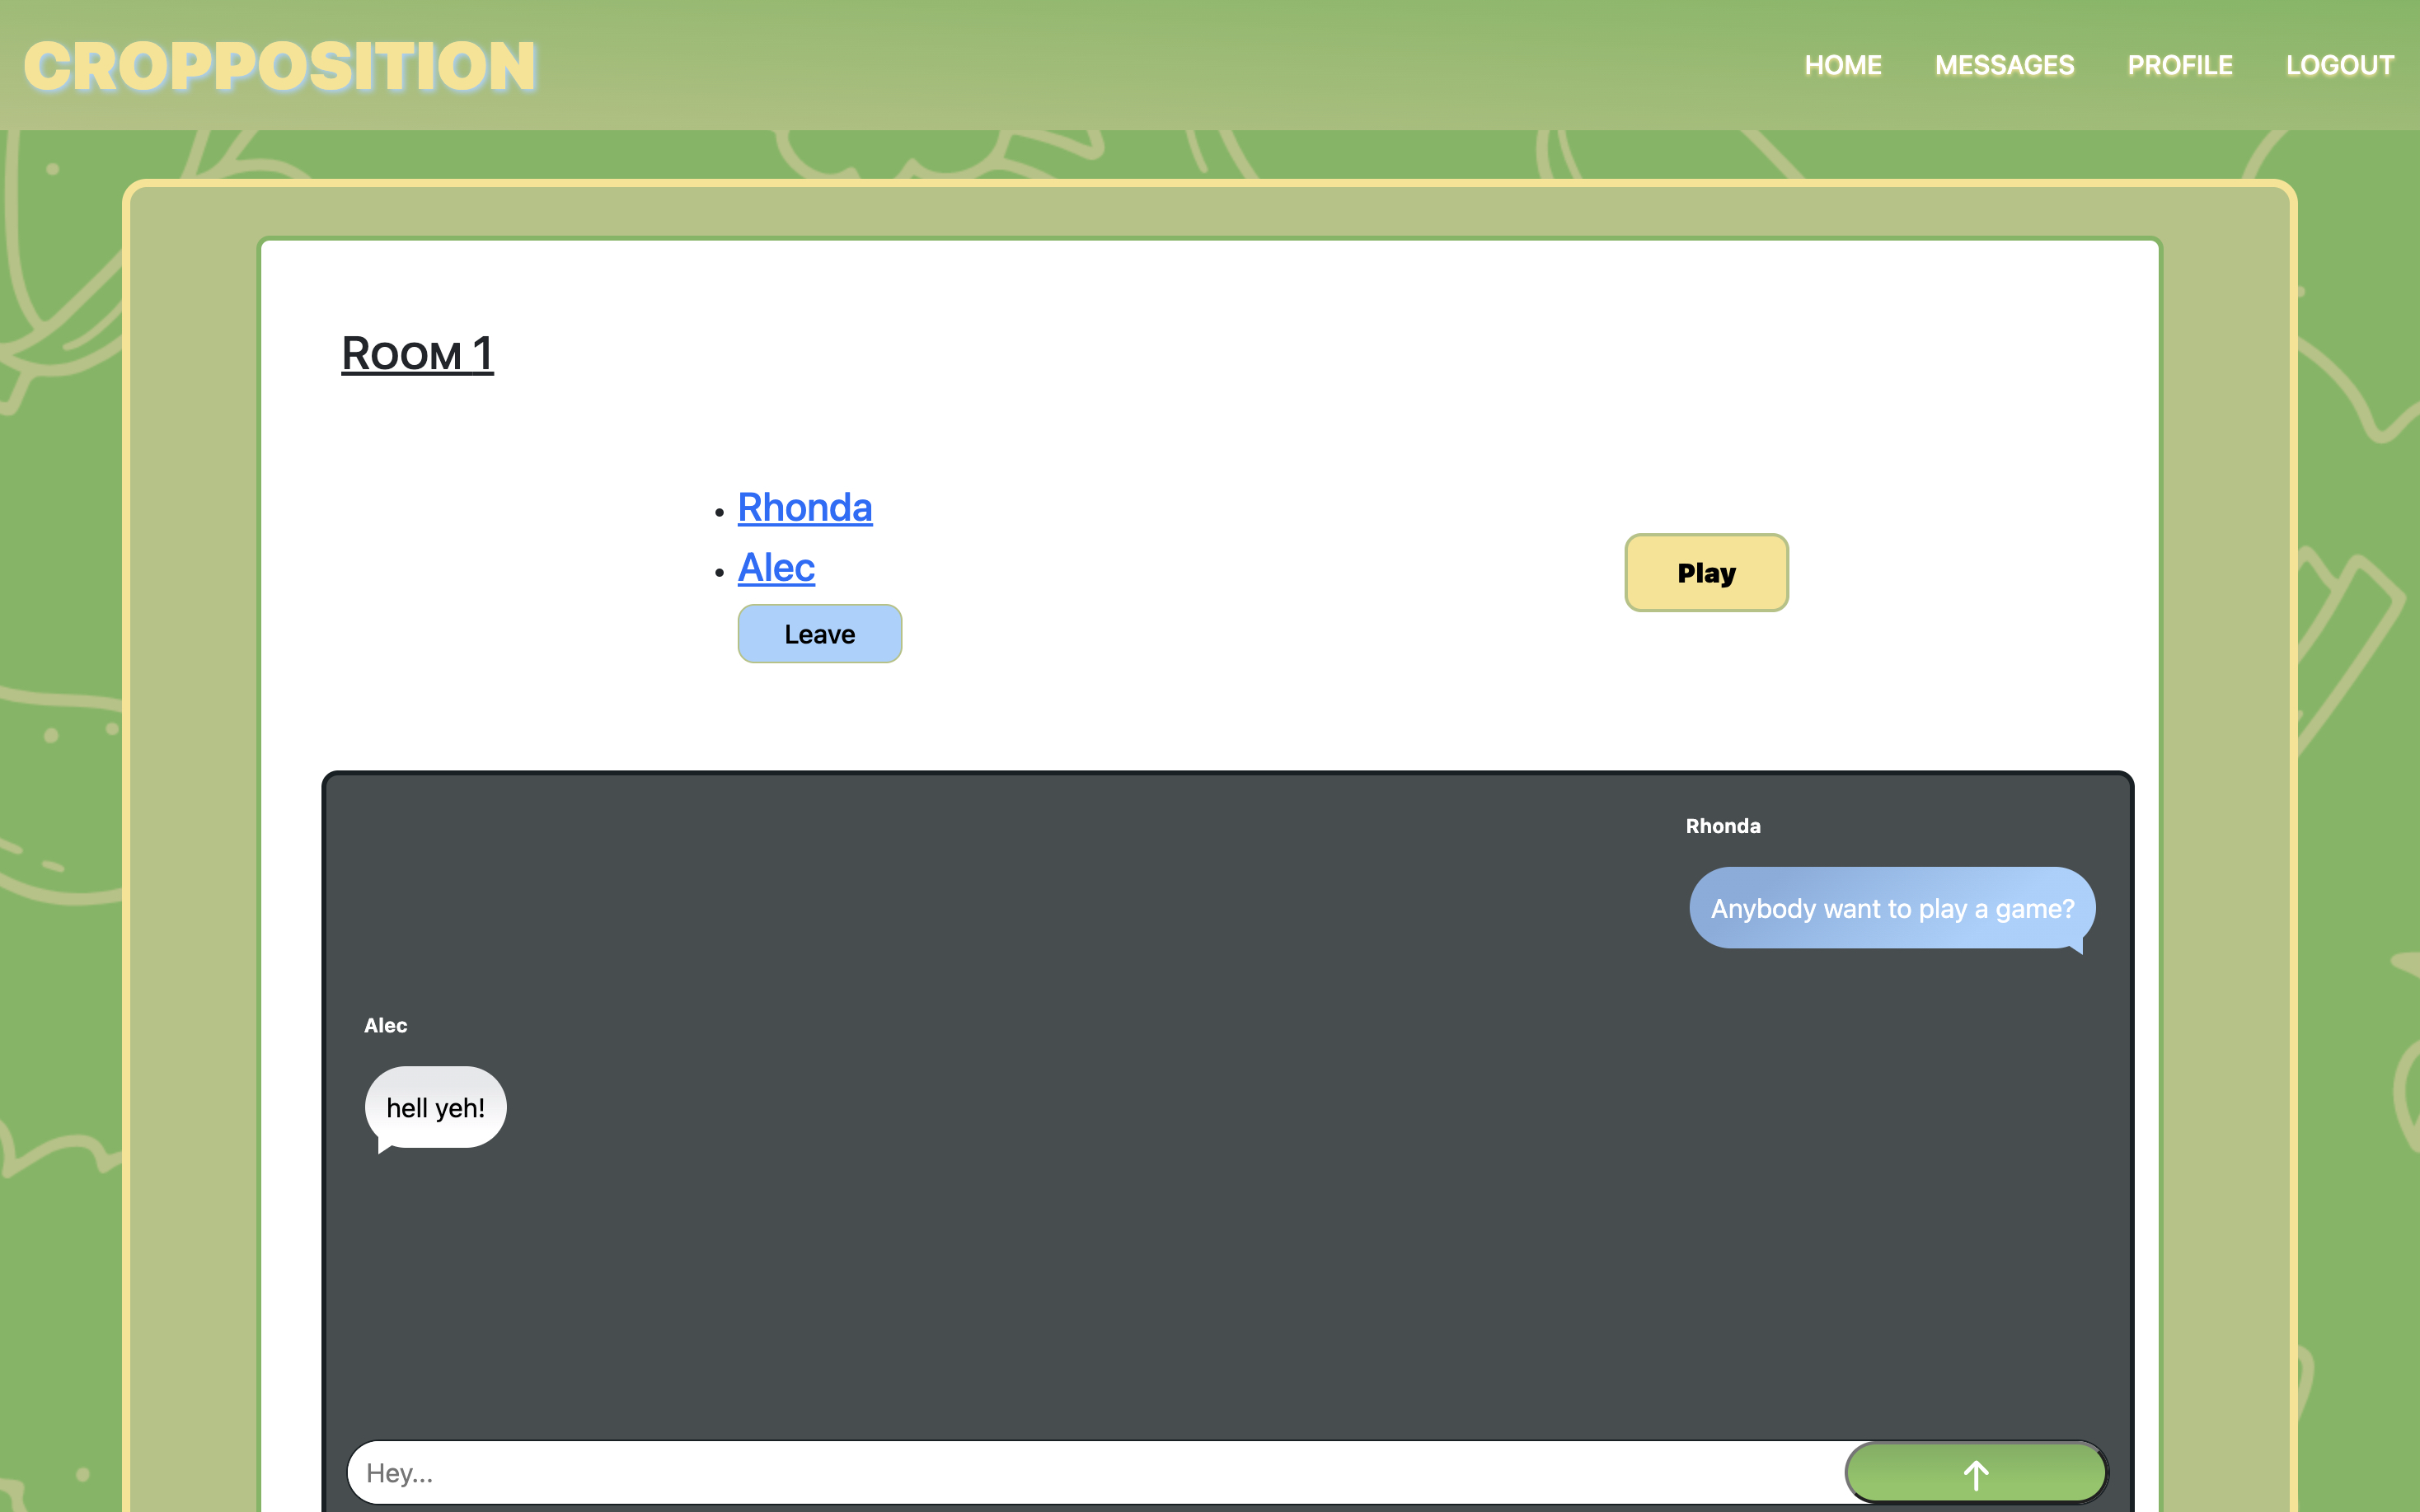 CROPPOSITION
HOME MESSAGES PROFILE LOGOUT
Room 1
Rhonda
Alec
Leave
Play
Rhonda
Anybody want to play a game?
Alec
hell yeh!
Hey...